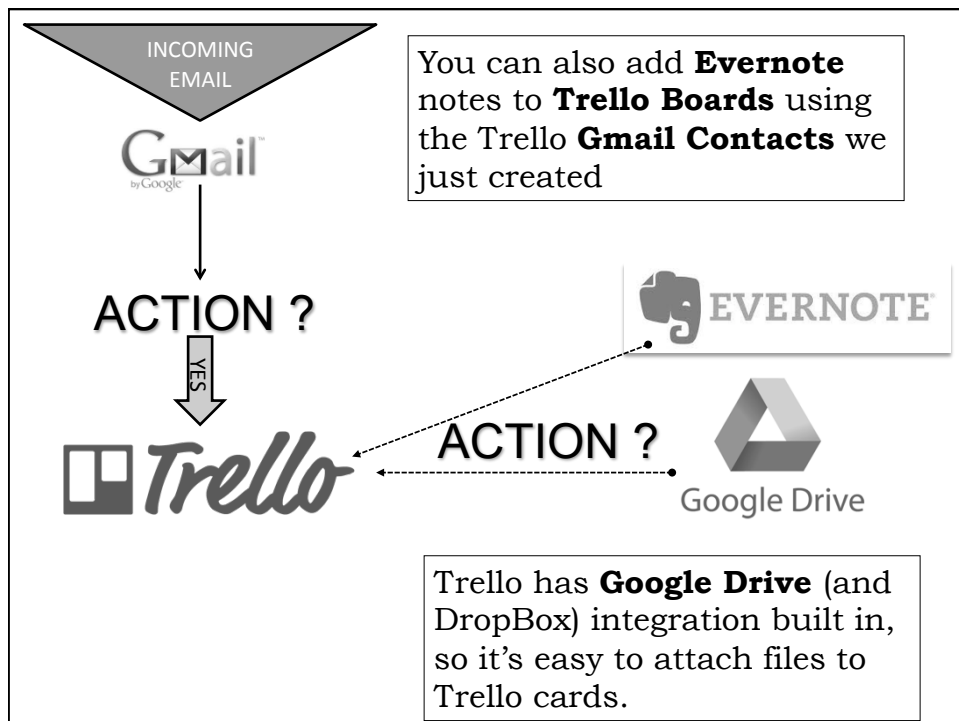 INCOMING
EMAIL
Gmail™
by Google
You can also add Evernote
notes to Trello Boards using
the Trello Gmail Contacts we
just created
ACTION ?
YES
EVERNOTE®
Trello
ACTION ?
Google Drive
Trello has Google Drive (and
DropBox) integration built in,
so it’s easy to attach files to
Trello cards.